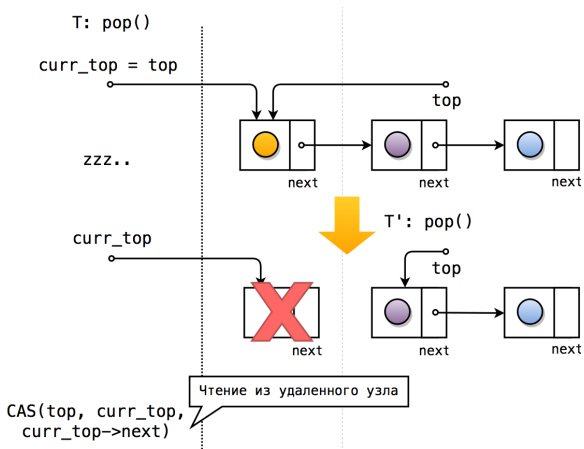 T: pop()
curr_top = top
top
zzz..
next
next
next
T': pop()
curr_top
top
next
next
next
Чтение из удаленного узла
CAS(top, curr_top,
curr_top->next)